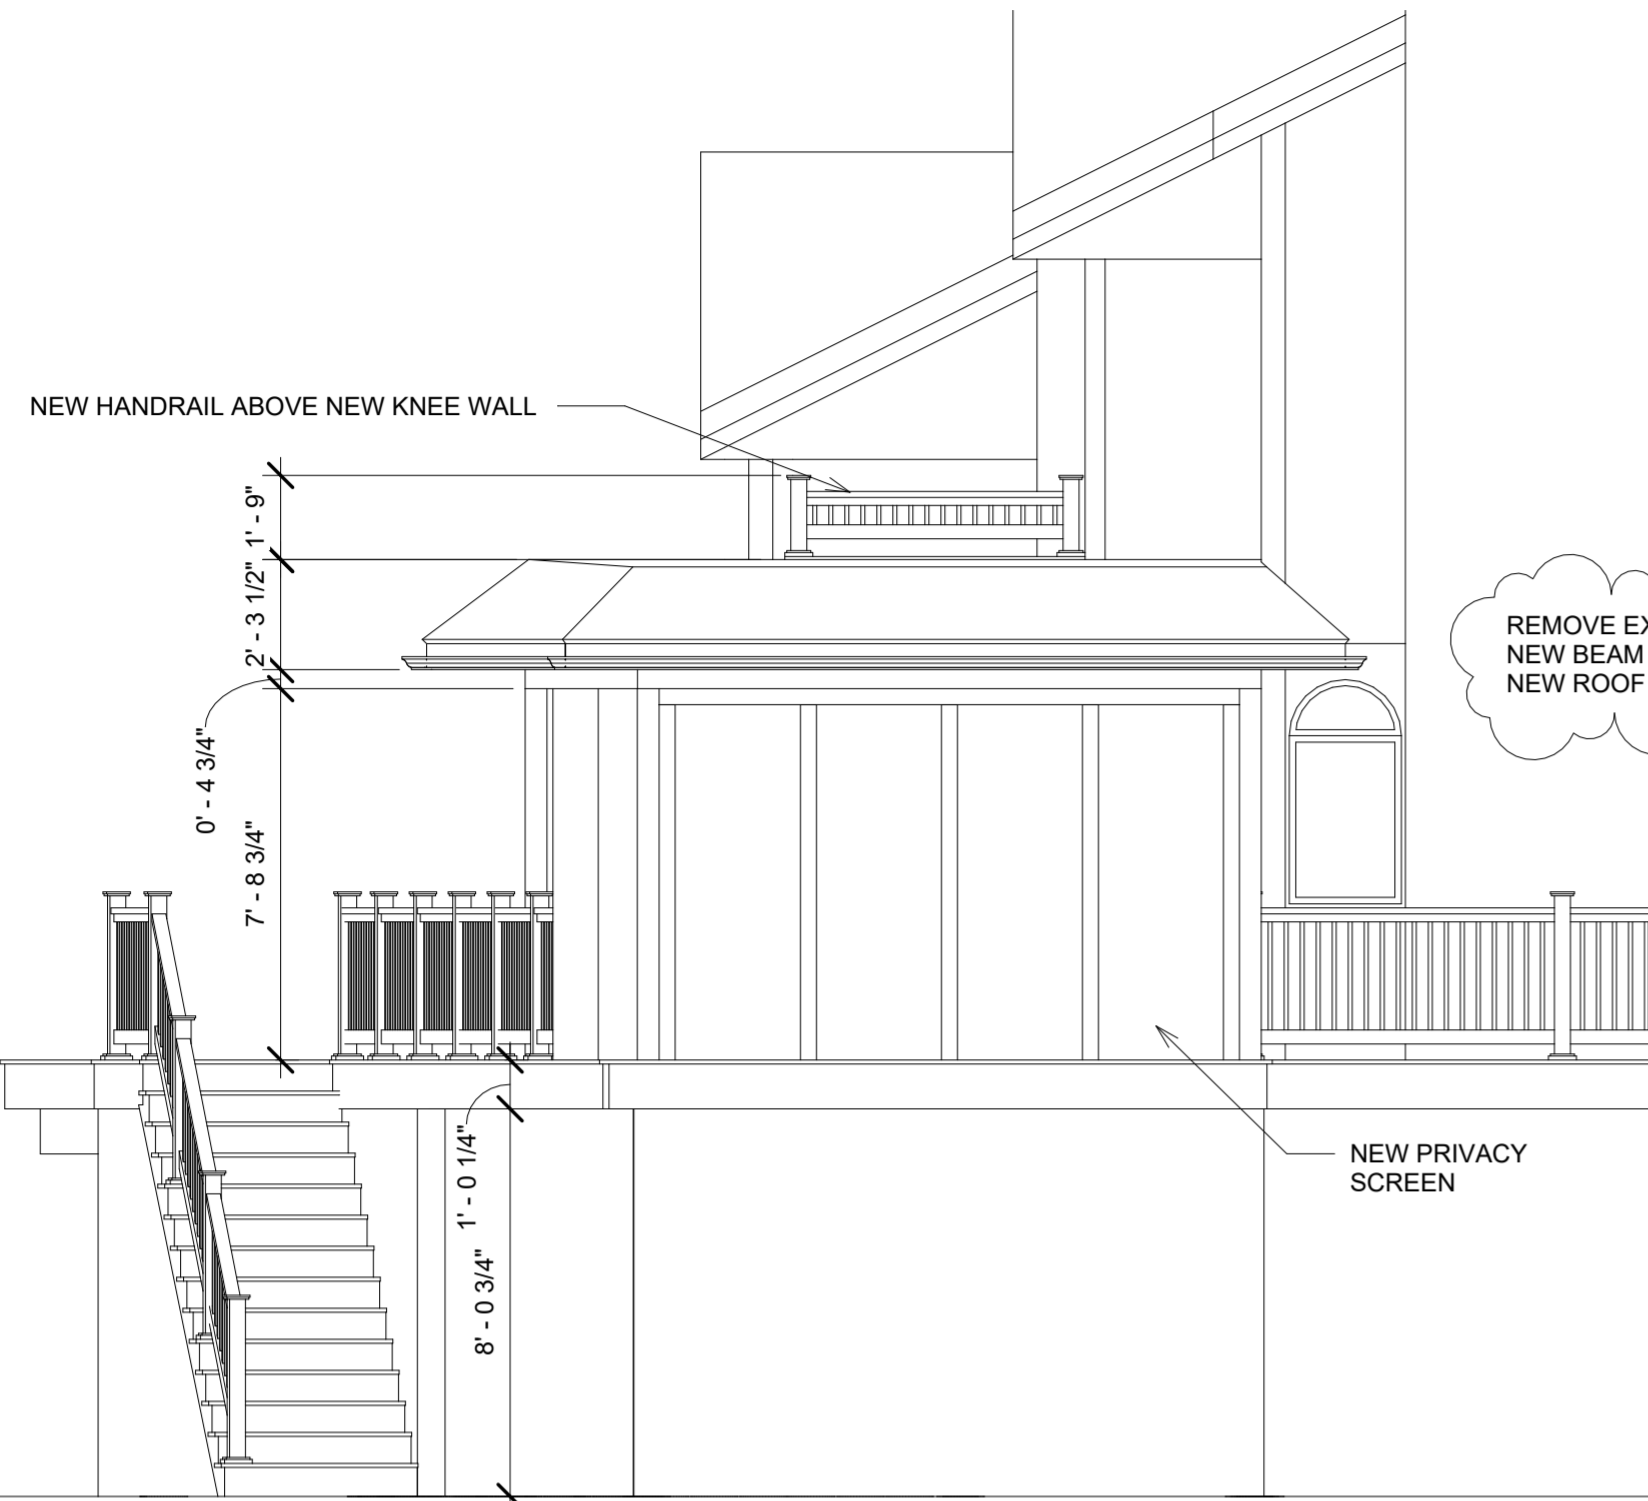 NEW HANDRAIL ABOVE NEW KNEE WALL
1' - 9"
2' - 3 1/2"
0' - 4 3/4"
7' - 8 3/4"
REMOVE EX
NEW BEAM
NEW ROOF
1' - 0 1/4"
8' - 0 3/4"
NEW PRIVACY
SCREEN